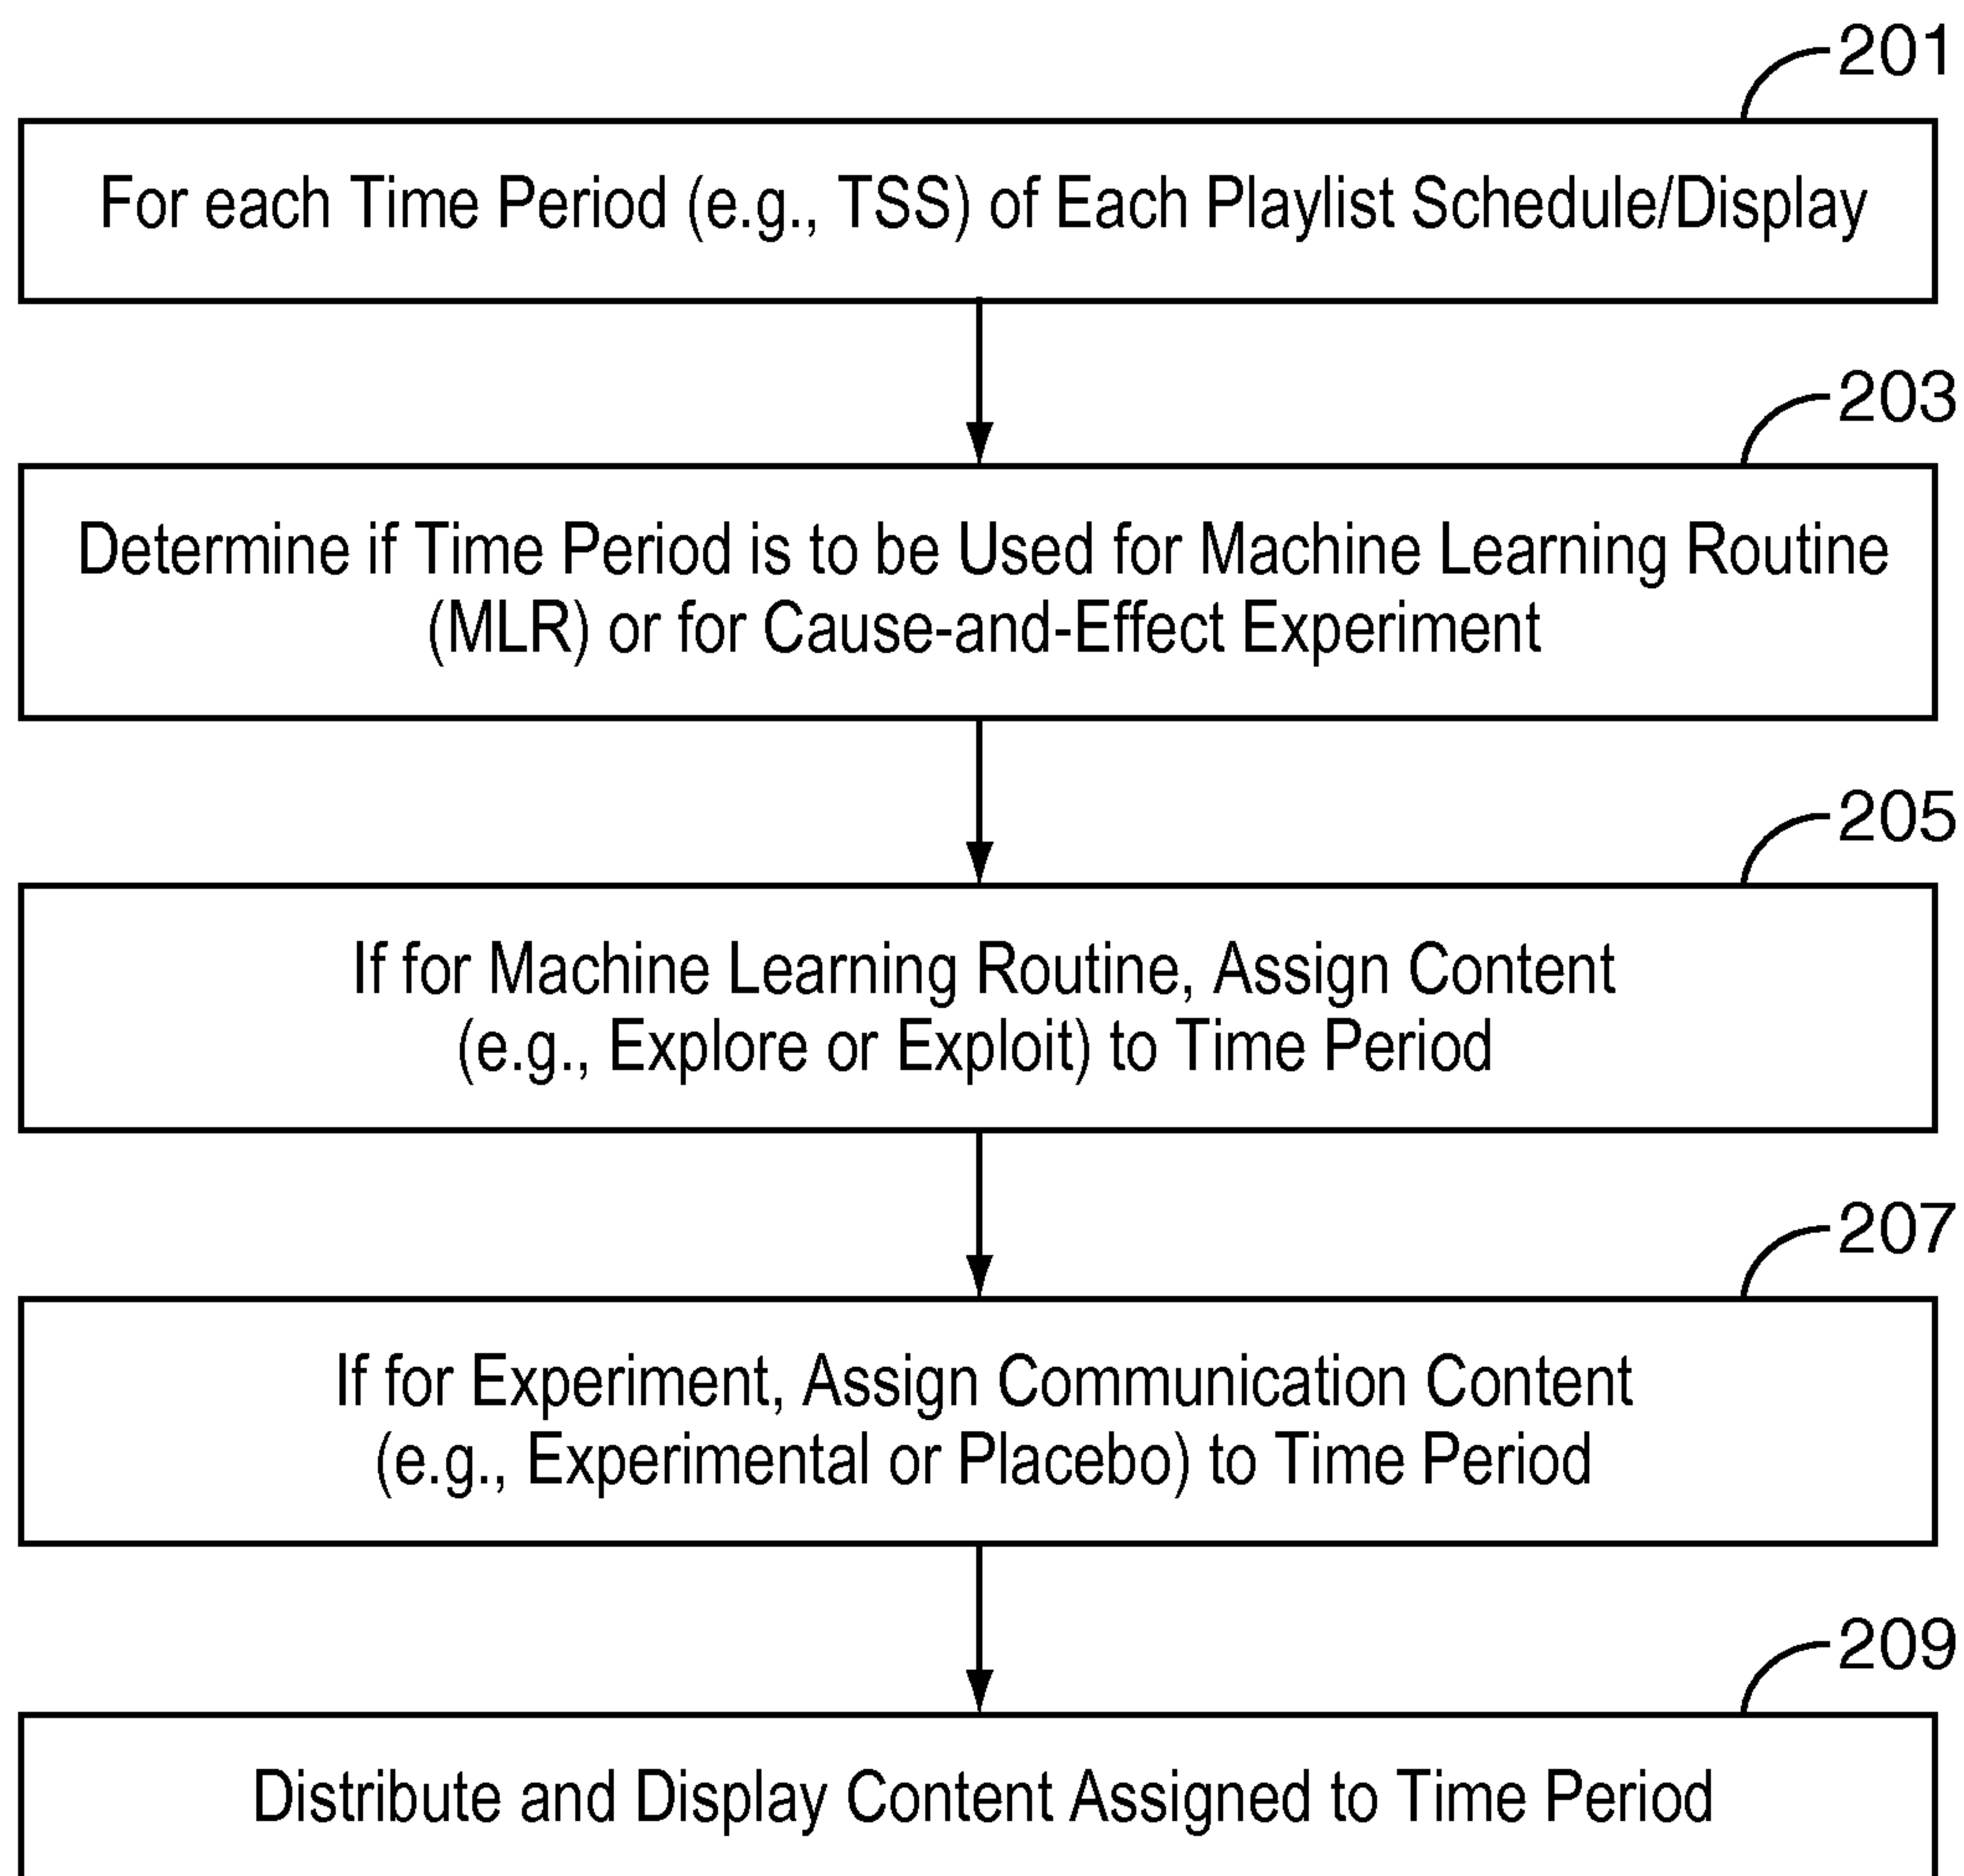 201
For each Time Period (e.g., TSS) of Each Playlist Schedule/Display
203
Determine if Time Period is to be Used for Machine Learning Routine
(MLR) or for Cause-and-Effect Experiment
205
If for Machine Learning Routine, Assign Content
(e.g., Explore or Exploit) to Time Period
207
If for Experiment, Assign Communication Content
(e.g., Experimental or Placebo) to Time Period
209
Distribute and Display Content Assigned to Time Period